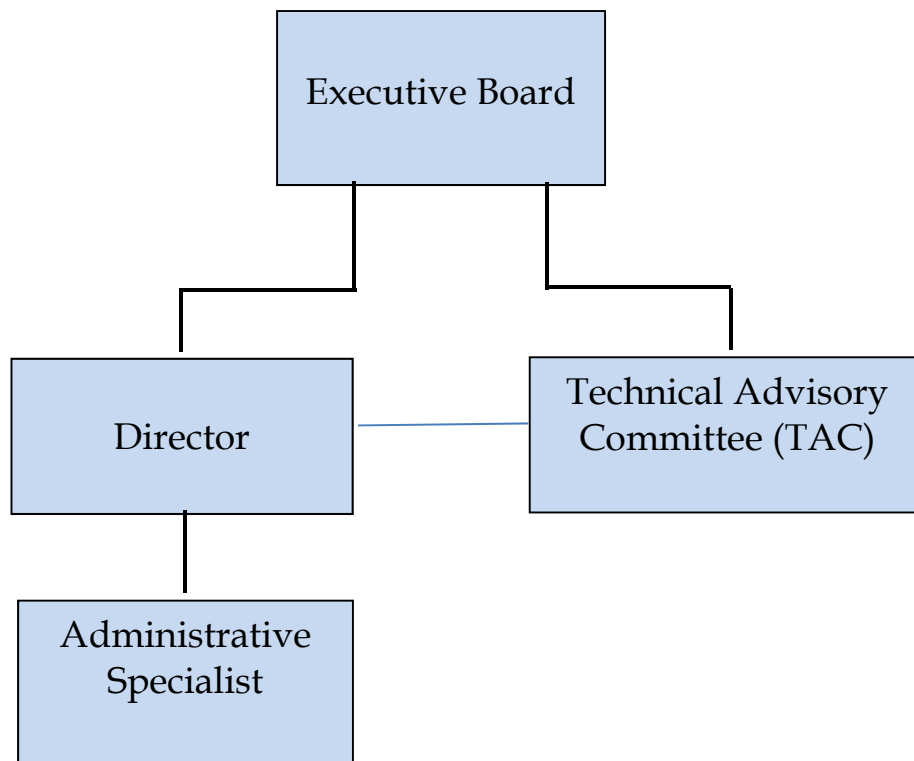 Executive Board
Director
Technical Advisory
Committee (TAC)
Administrative
Specialist